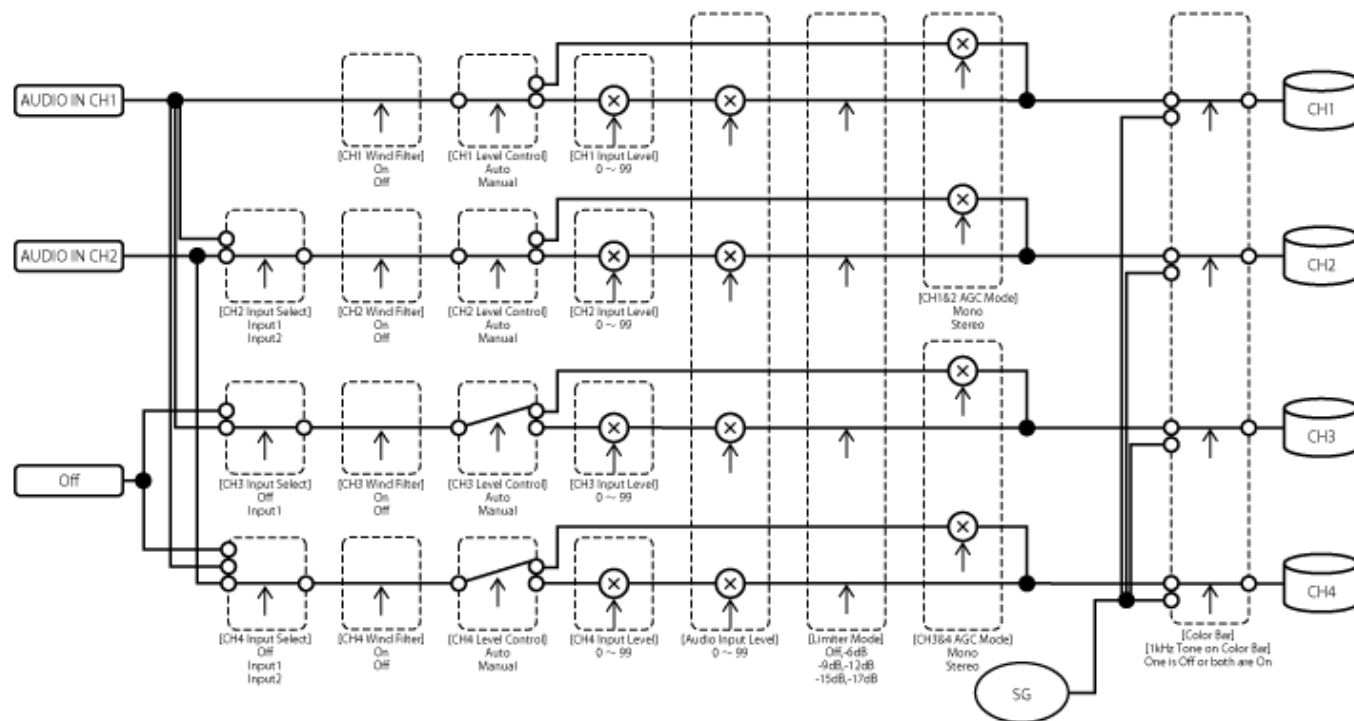 AUDIO IN CH1
[CH1 Wind Filter]
On
Off
[CH1 Level Control]
Auto
Manual
[CH1 Input Level]
0 ~ 99
CH1
AUDIO IN CH2
[CH2 Input Select]
Input1
Input2
[CH2 Wind Filter]
On
Off
[CH2 Level Control]
Auto
Manual
[CH2 Input Level]
0 ~ 99
[CH1&2 AGC Mode]
Mono
Stereo
CH2
Off
[CH3 Input Select]
Off
Input1
[CH3 Wind Filter]
On
Off
[CH3 Level Control]
Auto
Manual
[CH3 Input Level]
0 ~ 99
CH3
[CH4 Input Select]
Off
Input1
Input2
[CH4 Wind Filter]
On
Off
[CH4 Level Control]
Auto
Manual
[CH4 Input Level]
0 ~ 99
[Audio Input Level]
0 ~ 99
[Limiter Mode]
Off,-6dB
-9dB,-12dB
-15dB,-17dB
[CH3&4 AGC Mode]
Mono
Stereo
CH4
[Color Bar]
[1kHz Tone on Color Bar]
One is Off or both are On
SG